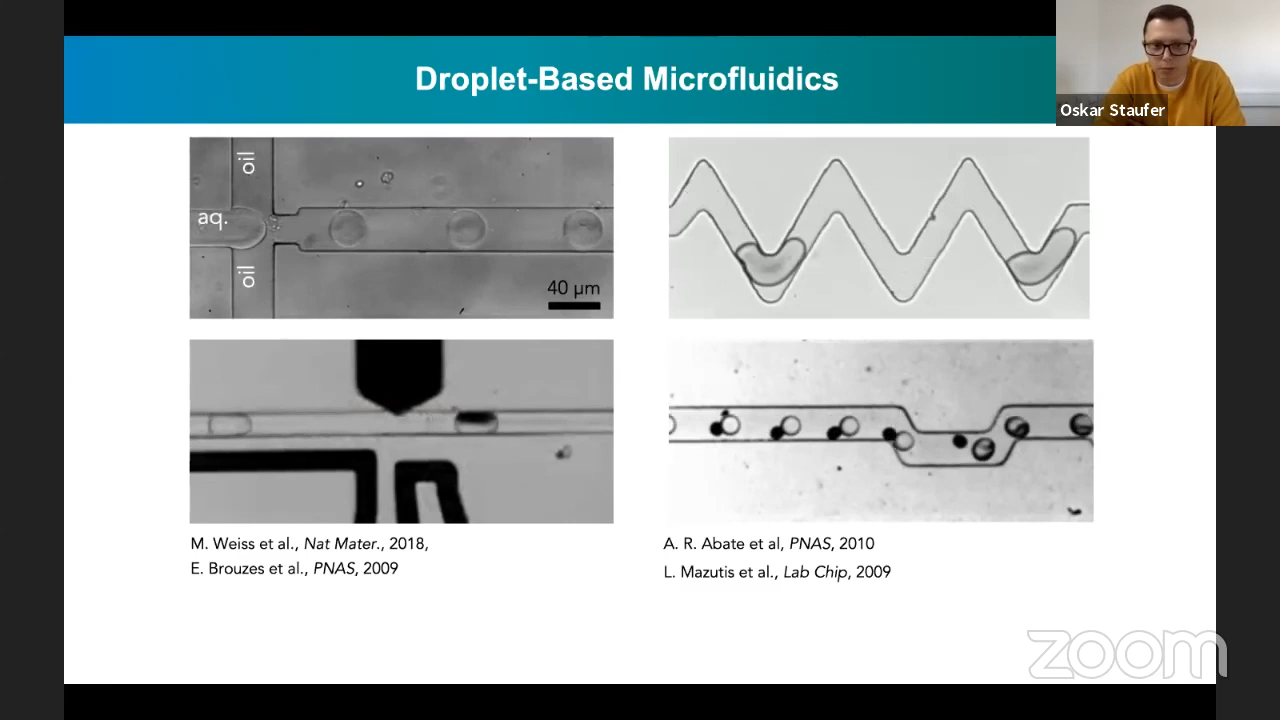 Droplet-Based Microfluidics
Oskar Staufer
oil
aq.
oil
40 µm
M. Weiss et al., Nat Mater., 2018,
E. Brouzes et al., PNAS, 2009
A. R. Abate et al, PNAS, 2010
L. Mazutis et al., Lab Chip, 2009
zoom